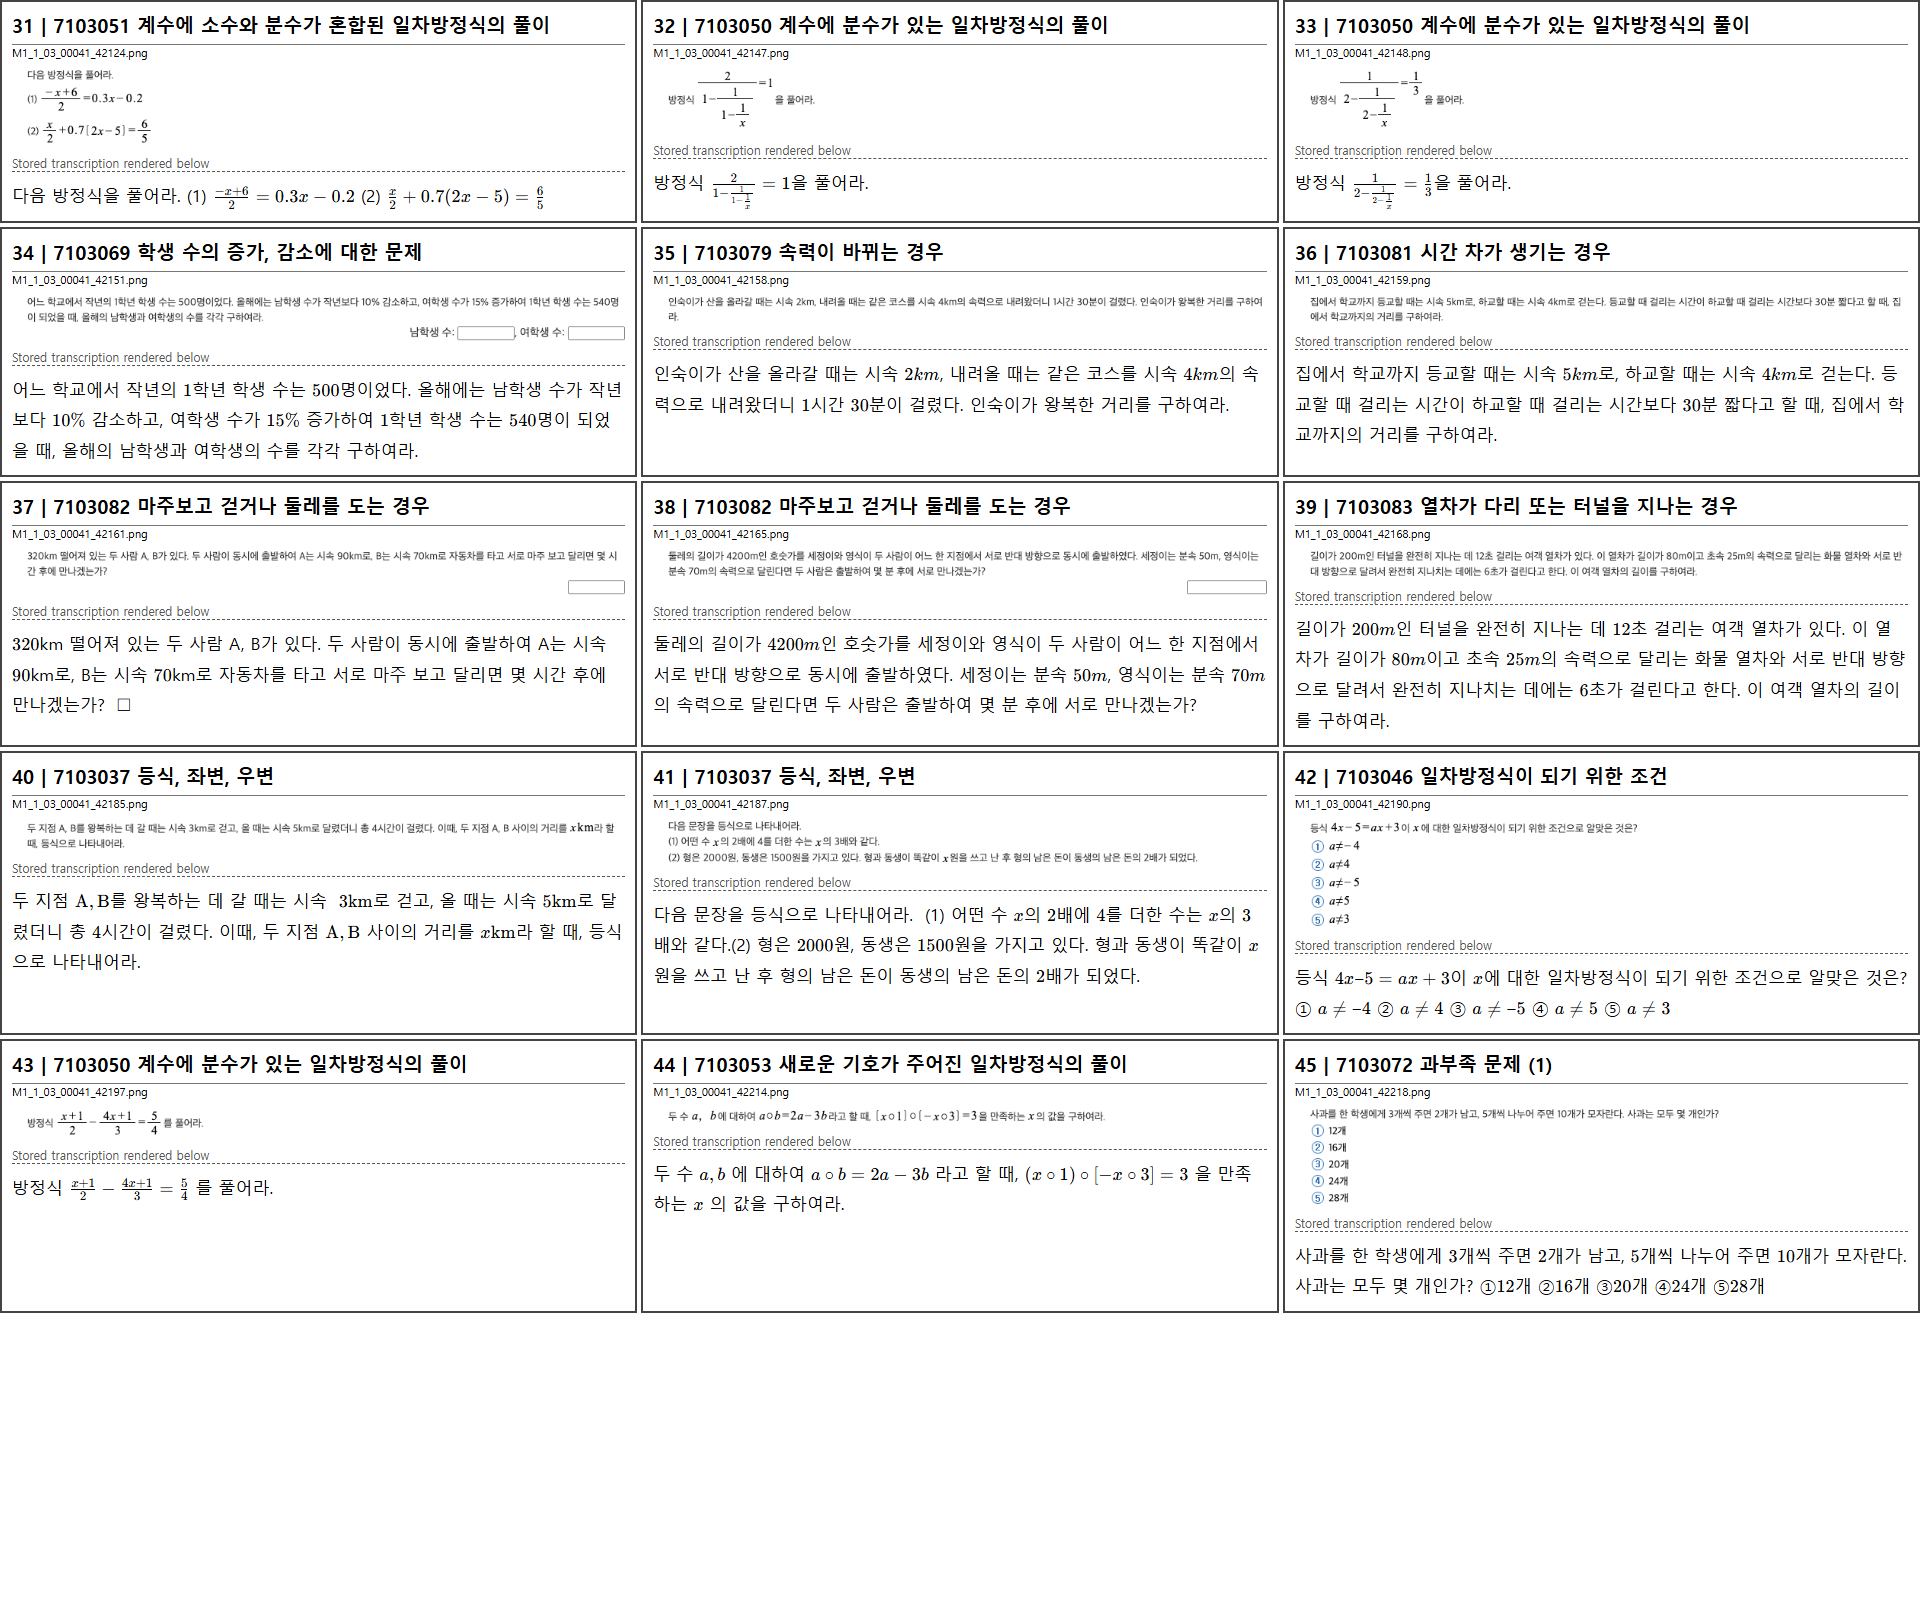 31 | 7103051 계수에 소수와 분수가 혼합된 일차방정식의 풀이
M1_1_03_00041_42124.png
다음 방정식을 풀어라.
(1) \frac{-x+6}{2}=0.3x-0.2
(2) \frac{x}{2}+0.7[2x-5]=\frac{6}{5}
Stored transcription rendered below
다음 방정식을 풀어라. (1) \frac{-x+6}{2} = 0.3x − 0.2 (2) \frac{x}{2} + 0.7(2x − 5) = \frac{6}{5}
32 | 7103050 계수에 분수가 있는 일차방정식의 풀이
M1_1_03_00041_42147.png
방정식 \frac{2}{1-\frac{1}{1-\frac{1}{x}}}=1 을 풀어라.
Stored transcription rendered below
방정식 \frac{2}{1-\frac{1}{1-\frac{1}{x}}} = 1을 풀어라.
33 | 7103050 계수에 분수가 있는 일차방정식의 풀이
M1_1_03_00041_42148.png
방정식 \frac{1}{2-\frac{1}{2-\frac{1}{x}}}=\frac{1}{3} 을 풀어라.
Stored transcription rendered below
방정식 \frac{1}{2-\frac{1}{2-\frac{1}{x}}} = \frac{1}{3}을 풀어라.
34 | 7103069 학생 수의 증가, 감소에 대한 문제
M1_1_03_00041_42151.png
어느 학교에서 작년의 1학년 학생 수는 500명이었다. 올해에는 남학생 수가 작년보다 10% 감소하고, 여학생 수가 15% 증가하여 1학년 학생 수는 540명
이 되었을 때, 올해의 남학생과 여학생의 수를 각각 구하여라.
남학생 수: , 여학생 수:
Stored transcription rendered below
어느 학교에서 작년의 1학년 학생 수는 500명이었다. 올해에는 남학생 수가 작년
보다 10% 감소하고, 여학생 수가 15% 증가하여 1학년 학생 수는 540명이 되었
을 때, 올해의 남학생과 여학생의 수를 각각 구하여라.
35 | 7103079 속력이 바뀌는 경우
M1_1_03_00041_42158.png
인숙이가 산을 올라갈 때는 시속 2km, 내려올 때는 같은 코스를 시속 4km의 속력으로 내려왔더니 1시간 30분이 걸렸다. 인숙이가 왕복한 거리를 구하여
라.
Stored transcription rendered below
인숙이가 산을 올라갈 때는 시속 2km, 내려올 때는 같은 코스를 시속 4km의 속
력으로 내려왔더니 1시간 30분이 걸렸다. 인숙이가 왕복한 거리를 구하여라.
36 | 7103081 시간 차가 생기는 경우
M1_1_03_00041_42159.png
집에서 학교까지 등교할 때는 시속 5km로, 하교할 때는 시속 4km로 걷는다. 등교할 때 걸리는 시간이 하교할 때 걸리는 시간보다 30분 짧다고 할 때, 집
에서 학교까지의 거리를 구하여라.
Stored transcription rendered below
집에서 학교까지 등교할 때는 시속 5km로, 하교할 때는 시속 4km로 걷는다. 등
교할 때 걸리는 시간이 하교할 때 걸리는 시간보다 30분 짧다고 할 때, 집에서 학
교까지의 거리를 구하여라.
37 | 7103082 마주보고 걷거나 둘레를 도는 경우
M1_1_03_00041_42161.png
320km 떨어져 있는 두 사람 A, B가 있다. 두 사람이 동시에 출발하여 A는 시속 90km로, B는 시속 70km로 자동차를 타고 서로 마주 보고 달리면 몇 시
간 후에 만나겠는가?
Stored transcription rendered below
320km 떨어져 있는 두 사람 A, B가 있다. 두 사람이 동시에 출발하여 A는 시속
90km로, B는 시속 70km로 자동차를 타고 서로 마주 보고 달리면 몇 시간 후에
만나겠는가? □
38 | 7103082 마주보고 걷거나 둘레를 도는 경우
M1_1_03_00041_42165.png
둘레의 길이가 4200m인 호숫가를 세정이와 영식이 두 사람이 어느 한 지점에서 서로 반대 방향으로 동시에 출발하였다. 세정이는 분속 50m, 영식이는
분속 70m의 속력으로 달린다면 두 사람은 출발하여 몇 분 후에 서로 만나겠는가?
Stored transcription rendered below
둘레의 길이가 4200m인 호숫가를 세정이와 영식이 두 사람이 어느 한 지점에서
서로 반대 방향으로 동시에 출발하였다. 세정이는 분속 50m, 영식이는 분속 70m
의 속력으로 달린다면 두 사람은 출발하여 몇 분 후에 서로 만나겠는가?
39 | 7103083 열차가 다리 또는 터널을 지나는 경우
M1_1_03_00041_42168.png
길이가 200m인 터널을 완전히 지나는 데 12초 걸리는 여객 열차가 있다. 이 열차가 길이가 80m이고 초속 25m의 속력으로 달리는 화물 열차와 서로 반
대 방향으로 달려서 완전히 지나치는 데에는 6초가 걸린다고 한다. 이 여객 열차의 길이를 구하여라.
Stored transcription rendered below
길이가 200m인 터널을 완전히 지나는 데 12초 걸리는 여객 열차가 있다. 이 열
차가 길이가 80m이고 초속 25m의 속력으로 달리는 화물 열차와 서로 반대 방향
으로 달려서 완전히 지나치는 데에는 6초가 걸린다고 한다. 이 여객 열차의 길이
를 구하여라.
40 | 7103037 등식, 좌변, 우변
M1_1_03_00041_42185.png
두 지점 A, B를 왕복하는 데 갈 때는 시속 3km로 걷고, 올 때는 시속 5km로 달렸더니 총 4시간이 걸렸다. 이때, 두 지점 A, B 사이의 거리를 xkm라 할
때, 등식으로 나타내어라.
Stored transcription rendered below
두 지점 A, B를 왕복하는 데 갈 때는 시속 3km로 걷고, 올 때는 시속 5km로 달
렸더니 총 4시간이 걸렸다. 이때, 두 지점 A, B 사이의 거리를 xkm라 할 때, 등식
으로 나타내어라.
41 | 7103037 등식, 좌변, 우변
M1_1_03_00041_42187.png
다음 문장을 등식으로 나타내어라.
(1) 어떤 수 x의 2배에 4를 더한 수는 x의 3배와 같다.
(2) 형은 2000원, 동생은 1500원을 가지고 있다. 형과 동생이 똑같이 x원을 쓰고 난 후 형의 남은 돈이 동생의 남은 돈의 2배가 되었다.
Stored transcription rendered below
다음 문장을 등식으로 나타내어라. (1) 어떤 수 x의 2배에 4를 더한 수는 x의 3
배와 같다.(2) 형은 2000원, 동생은 1500원을 가지고 있다. 형과 동생이 똑같이 x
원을 쓰고 난 후 형의 남은 돈이 동생의 남은 돈의 2배가 되었다.
42 | 7103046 일차방정식이 되기 위한 조건
M1_1_03_00041_42190.png
등식 4x-5=ax+3이 x에 대한 일차방정식이 되기 위한 조건으로 알맞은 것은?
① a≠-4
② a≠4
③ a≠-5
④ a≠5
⑤ a≠3
Stored transcription rendered below
등식 4x–5 = ax + 3이 x에 대한 일차방정식이 되기 위한 조건으로 알맞은 것은?
① a ≠ –4 ② a ≠ 4 ③ a ≠ –5 ④ a ≠ 5 ⑤ a ≠ 3
43 | 7103050 계수에 분수가 있는 일차방정식의 풀이
M1_1_03_00041_42197.png
방정식 \frac{x+1}{2}-\frac{4x+1}{3}=\frac{5}{4} 를 풀어라.
Stored transcription rendered below
방정식 \frac{x+1}{2} − \frac{4x+1}{3} = \frac{5}{4} 를 풀어라.
44 | 7103053 새로운 기호가 주어진 일차방정식의 풀이
M1_1_03_00041_42214.png
두 수 a, b에 대하여 a○b=2a-3b라고 할 때, [x○1]○[-x○3]=3을 만족하는 x의 값을 구하여라.
Stored transcription rendered below
두 수 a, b 에 대하여 a ∘ b = 2a − 3b 라고 할 때, (x ∘ 1) ∘ [−x ∘ 3] = 3 을 만족
하는 x 의 값을 구하여라.
45 | 7103072 과부족 문제 (1)
M1_1_03_00041_42218.png
사과를 한 학생에게 3개씩 주면 2개가 남고, 5개씩 나누어 주면 10개가 모자란다. 사과는 모두 몇 개인가?
① 12개
② 16개
③ 20개
④ 24개
⑤ 28개
Stored transcription rendered below
사과를 한 학생에게 3개씩 주면 2개가 남고, 5개씩 나누어 주면 10개가 모자란다.
사과는 모두 몇 개인가? ①12개 ②16개 ③20개 ④24개 ⑤28개